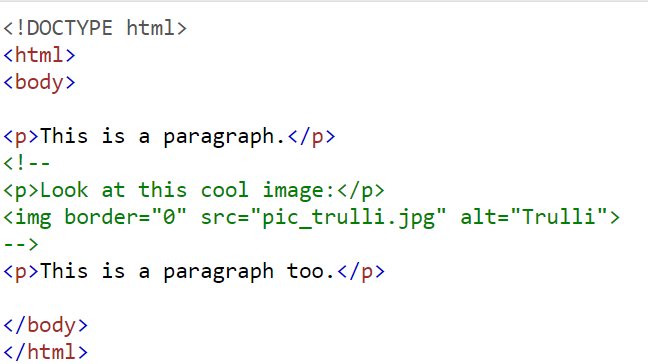 <!DOCTYPE html>
<html>
<body>
<p>This is a paragraph.</p>
<!--
<p>Look at this cool image:</p>
<img border="0" src="pic_trulli.jpg" alt="Trulli">
-->
<p>This is a paragraph too.</p>
</body>
</html>